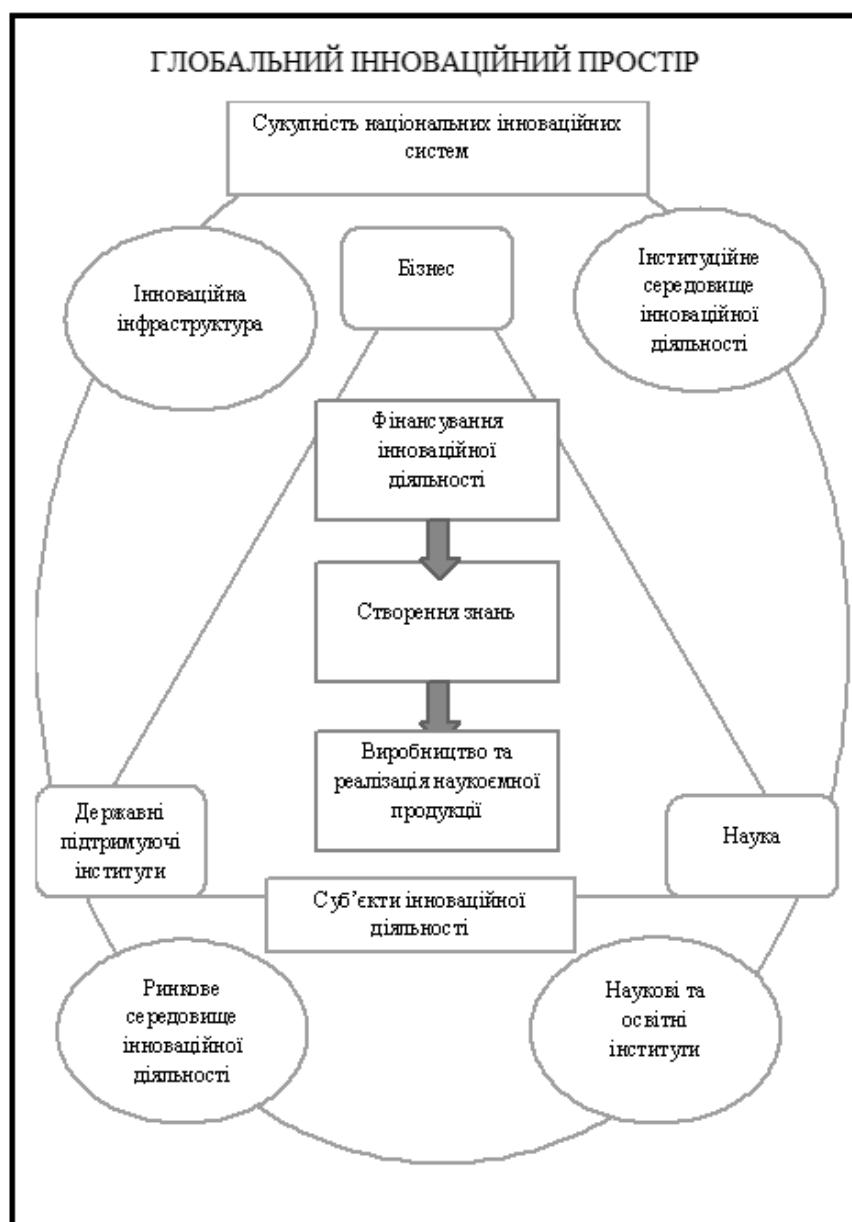 ГЛОБАЛЬНИЙ ІННОВАЦІЙНИЙ ПРОСТІР
Сукупність національних інноваційних
систем
Інноваційна
інфраструктура
Бізнес
Інституційне
середовище
інноваційної
діяльності
Фінансування
інноваційної
діяльності
Створення знань
Виробництво та
реалізація наукоємної
продукції
Державні
підтримуючі
інститути
Наука
Суб’єкти інноваційної
діяльності
Ринкове
середовище
інноваційної
діяльності
Наукові та
освітні
інститути